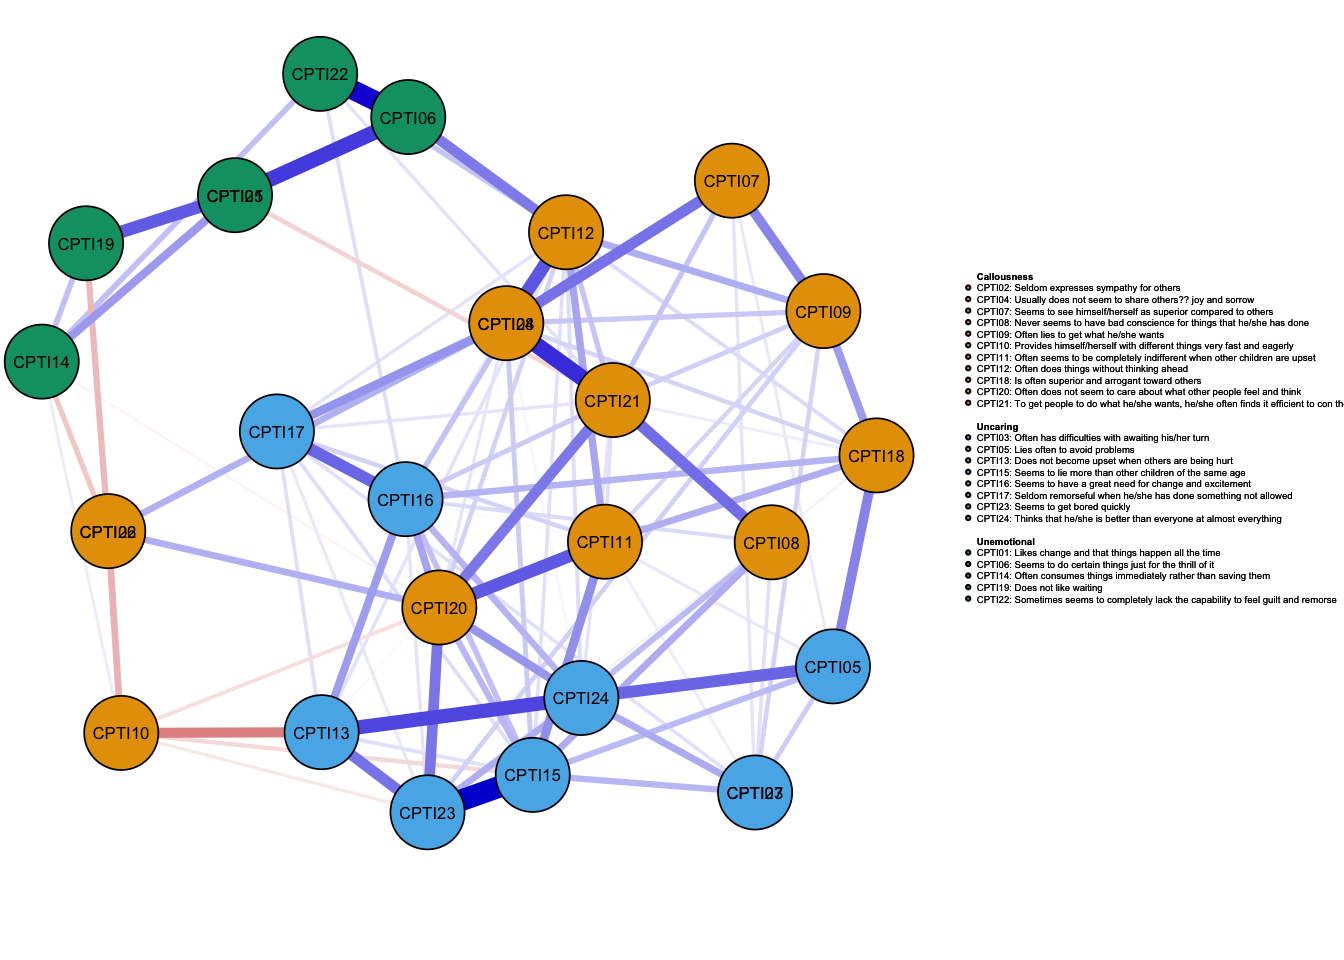 CPTI22
CPTI06
CPTI07
CPTI12
CPTI19
CPTI09
CPTI14
CPTI21
CPTI17
CPTI18
CPTI16
CPTI11
CPTI08
CPTI20
CPTI05
CPTI24
CPTI10
CPTI13
CPTI15
CPTI23
Callousness
CPTI02: Seldom expresses sympathy for others
CPTI04: Usually does not seem to share others?? joy and sorrow
CPTI07: Seems to see himself/herself as superior compared to others
CPTI08: Never seems to have bad conscience for things that he/she has done
CPTI09: Often lies to get what he/she wants
CPTI10: Provides himself/herself with different things very fast and eagerly
CPTI11: Often seems to be completely indifferent when other children are upset
CPTI12: Often does things without thinking ahead
CPTI18: Is often superior and arrogant toward others
CPTI20: Often does not seem to care about what other people feel and think
CPTI21: To get people to do what he/she wants, he/she often finds it efficient to con th
Uncaring
CPTI03: Often has difficulties with awaiting his/her turn
CPTI05: Lies often to avoid problems
CPTI13: Does not become upset when others are being hurt
CPTI15: Seems to lie more than other children of the same age
CPTI16: Seems to have a great need for change and excitement
CPTI17: Seldom remorseful when he/she has done something not allowed
CPTI23: Seems to get bored quickly
CPTI24: Thinks that he/she is better than everyone at almost everything
Unemotional
CPTI01: Likes change and that things happen all the time
CPTI06: Seems to do certain things just for the thrill of it
CPTI14: Often consumes things immediately rather than saving them
CPTI19: Does not like waiting
CPTI22: Sometimes seems to completely lack the capability to feel guilt and remorse